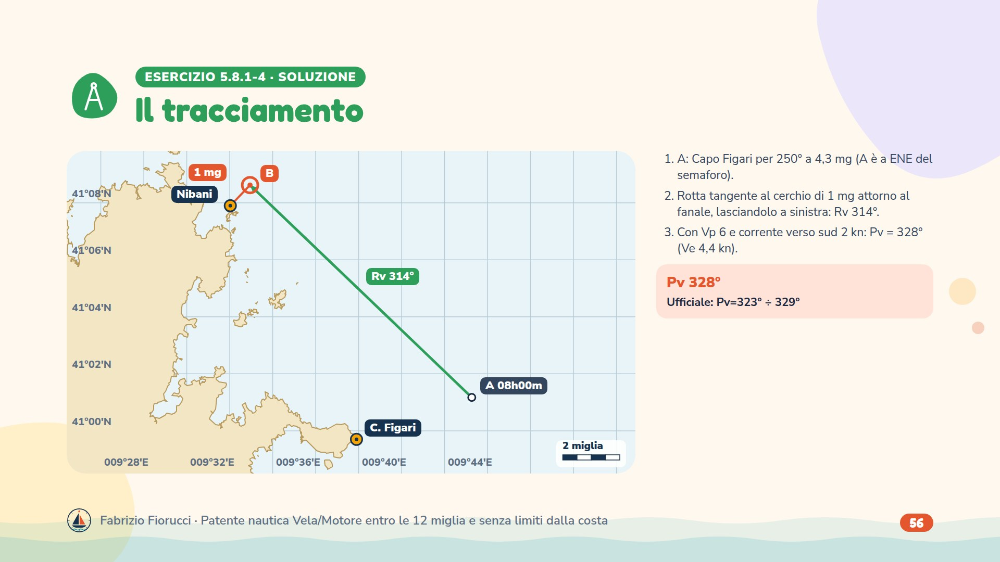 ESERCIZIO 5.8.1-4 · SOLUZIONE
Il tracciamento
1 mg
B
Nibani
41°08'N
41°06'N
Rv 314°
41°04'N
41°02'N
A 08h00m
41°00'N
C. Figari
2 miglia
009°28'E
009°32'E
009°36'E
009°40'E
009°44'E
1. A: Capo Figari per 250° a 4,3 mg (A è a ENE del
semaforo).
2. Rotta tangente al cerchio di 1 mg attorno al
fanale, lasciandolo a sinistra: Rv 314°.
3. Con Vp 6 e corrente verso sud 2 kn: Pv = 328°
(Ve 4,4 kn).
Pv 328°
Ufficiale: Pv=323° ÷ 329°
Fabrizio Fiorucci · Patente nautica Vela/Motore entro le 12 miglia e senza limiti dalla costa
56